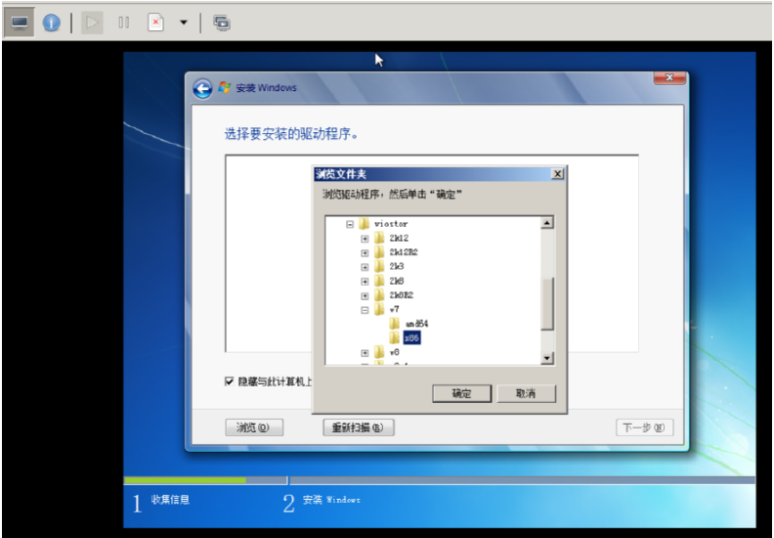 安装 Windows
选择要安装的驱动程序。
浏览文件夹
浏览驱动程序，然后单击“确定”
viostor
2k12
2k12R2
2k3
2k8
2k8R2
w7
amd64
x86
w8
隐藏与此计算机上
确定
取消
浏览(O)
重新扫描(R)
下一步(N)
1 收集信息
2 安装 Windows